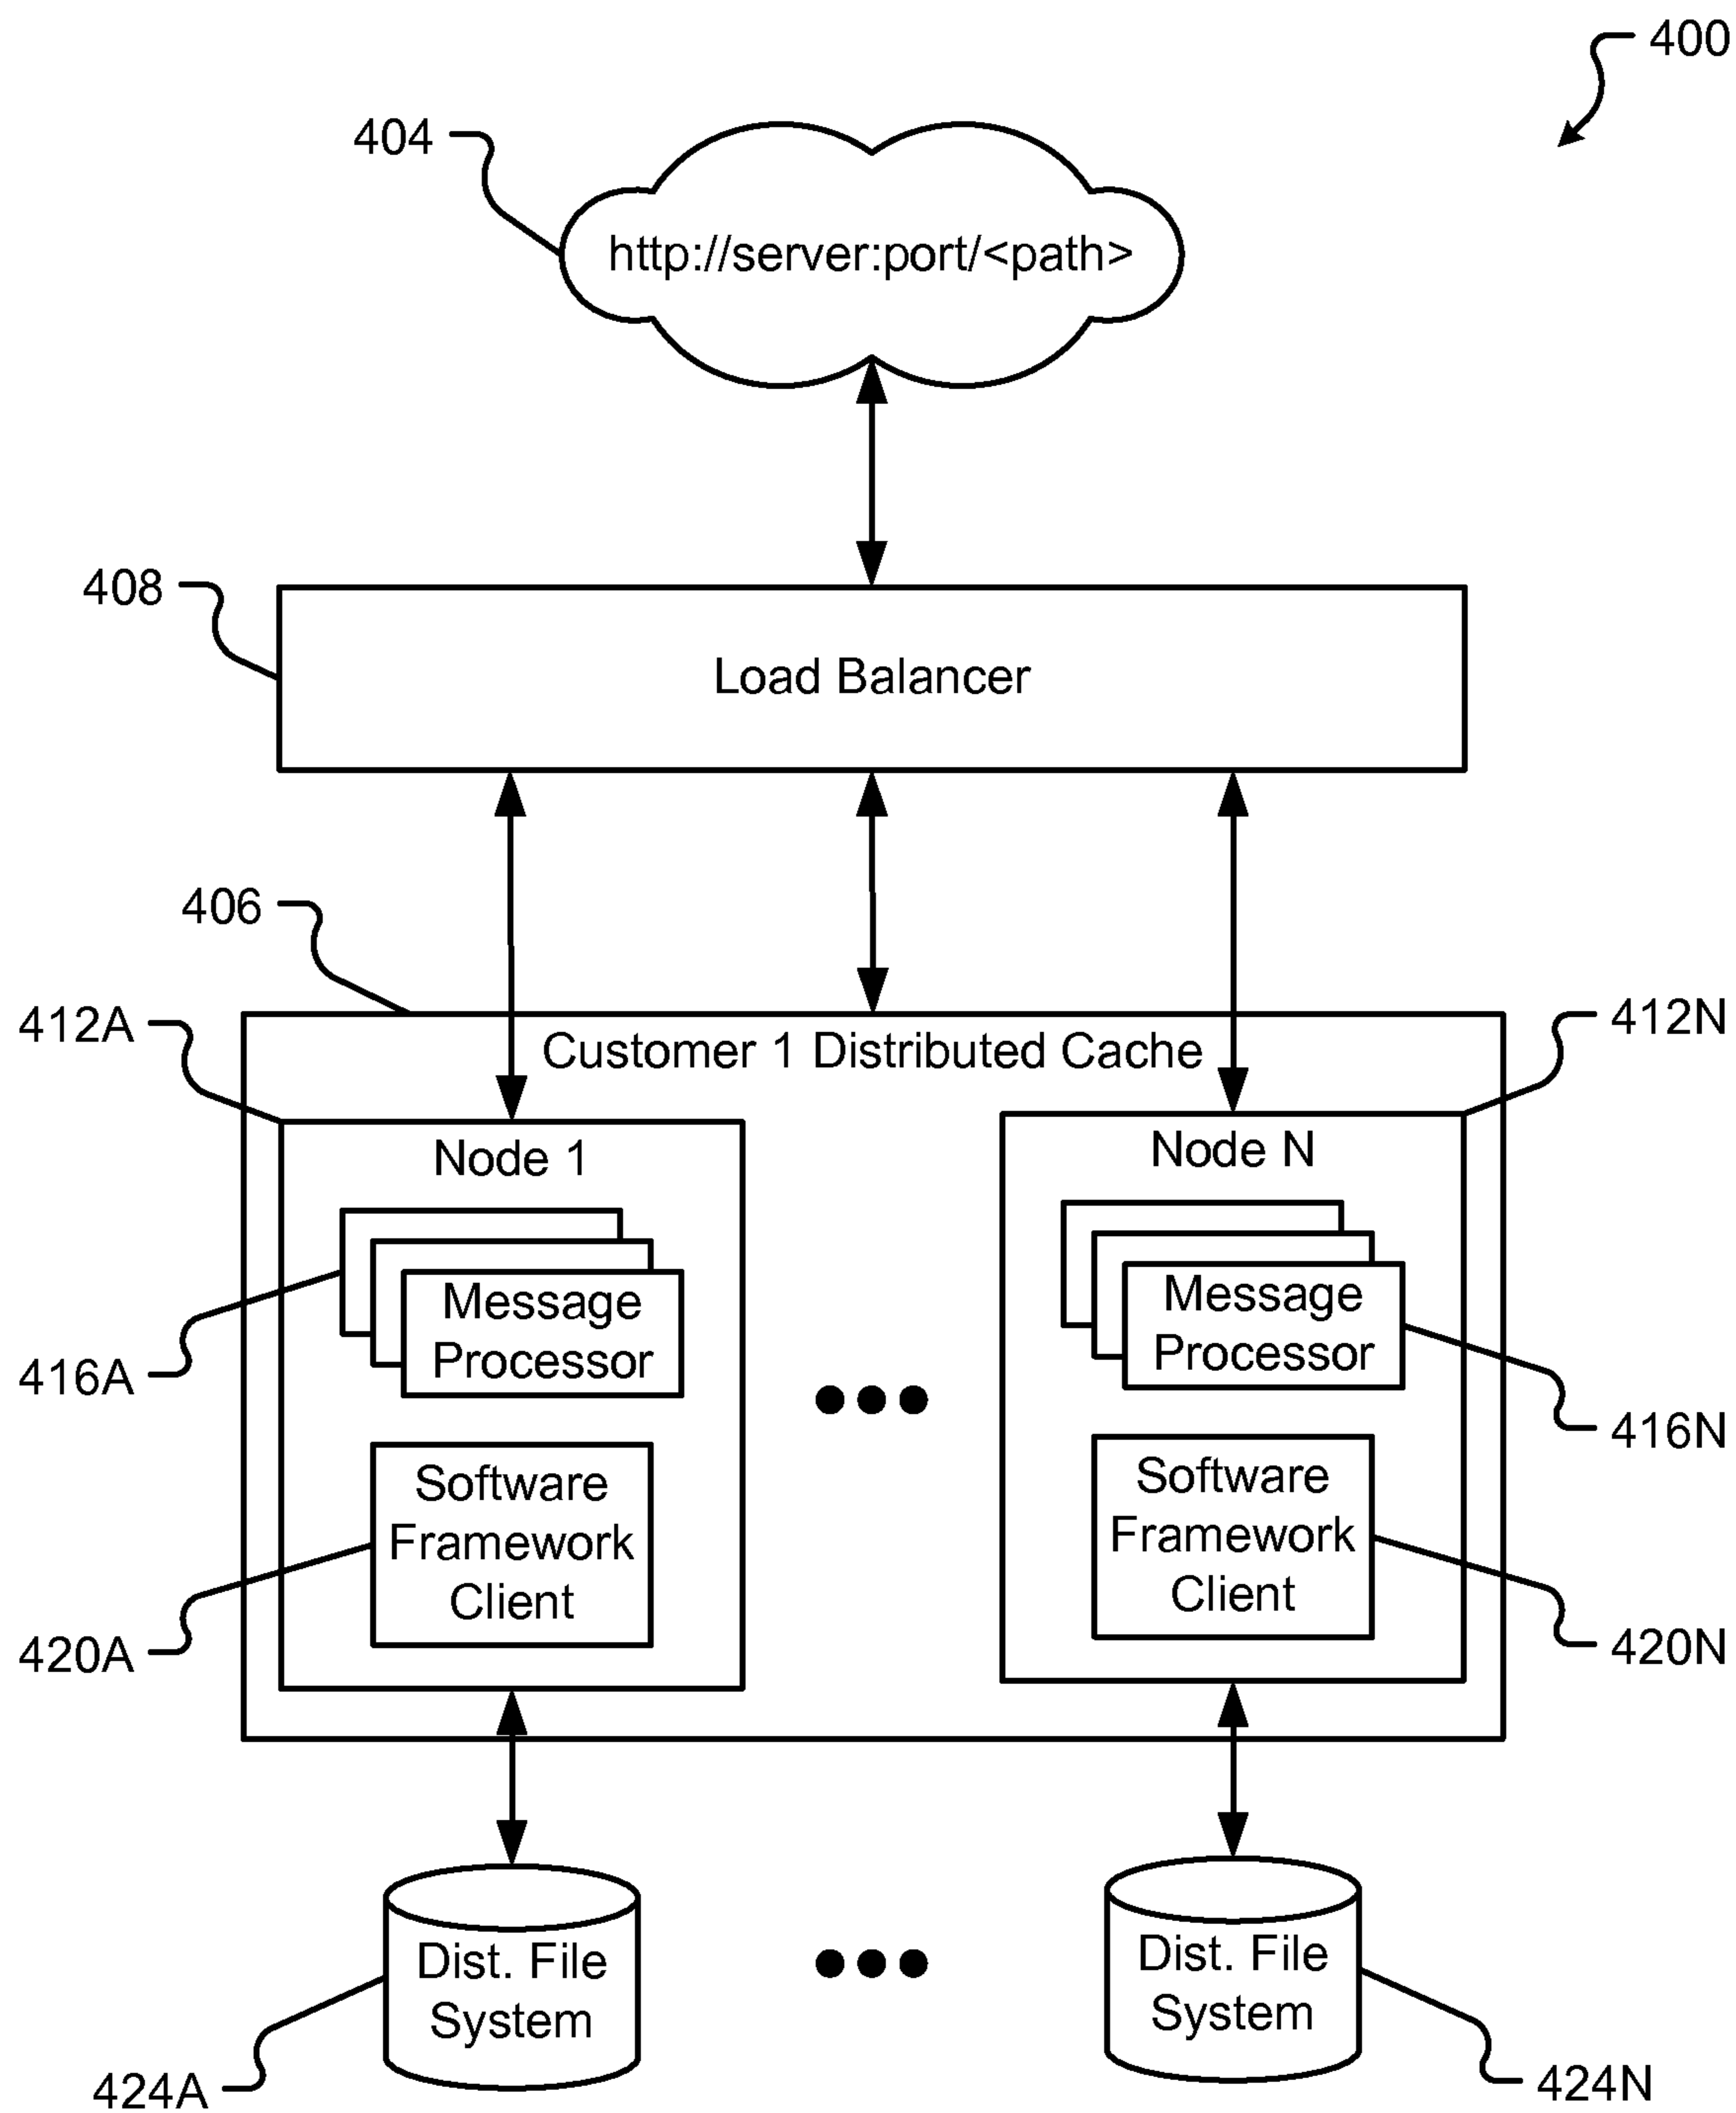 400
404
http://server:port/<path>
408
Load Balancer
406
412A
412N
Customer 1 Distributed Cache
Node 1
Node N
Message
Processor
Message
Processor
416A
416N
Software
Framework
Client
Software
Framework
Client
420A
420N
Dist. File
System
Dist. File
System
424A
424N